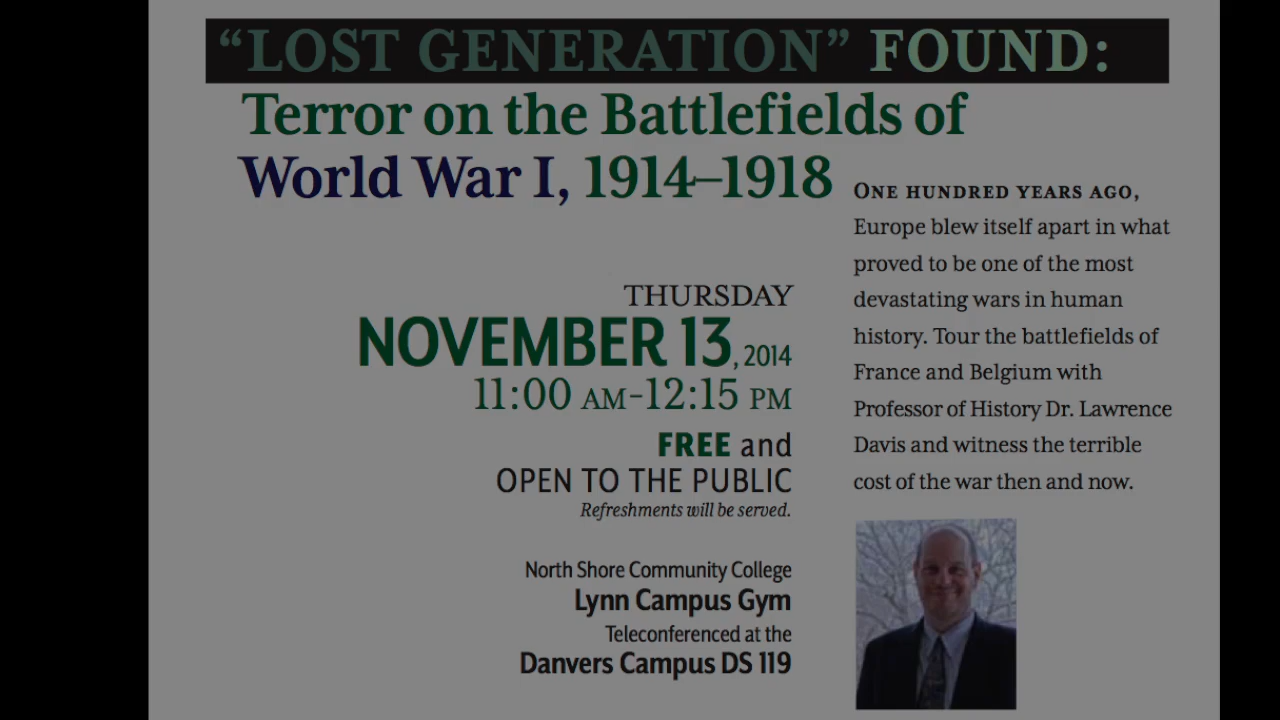 “LOST GENERATION” FOUND:
Terror on the Battlefields of
World War I, 1914–1918
THURSDAY
NOVEMBER 13, 2014
11:00 AM-12:15 PM
FREE and
OPEN TO THE PUBLIC
Refreshments will be served.
North Shore Community College
Lynn Campus Gym
Teleconferenced at the
Danvers Campus DS 119
ONE HUNDRED YEARS AGO,
Europe blew itself apart in what
proved to be one of the most
devastating wars in human
history. Tour the battlefields of
France and Belgium with
Professor of History Dr. Lawrence
Davis and witness the terrible
cost of the war then and now.